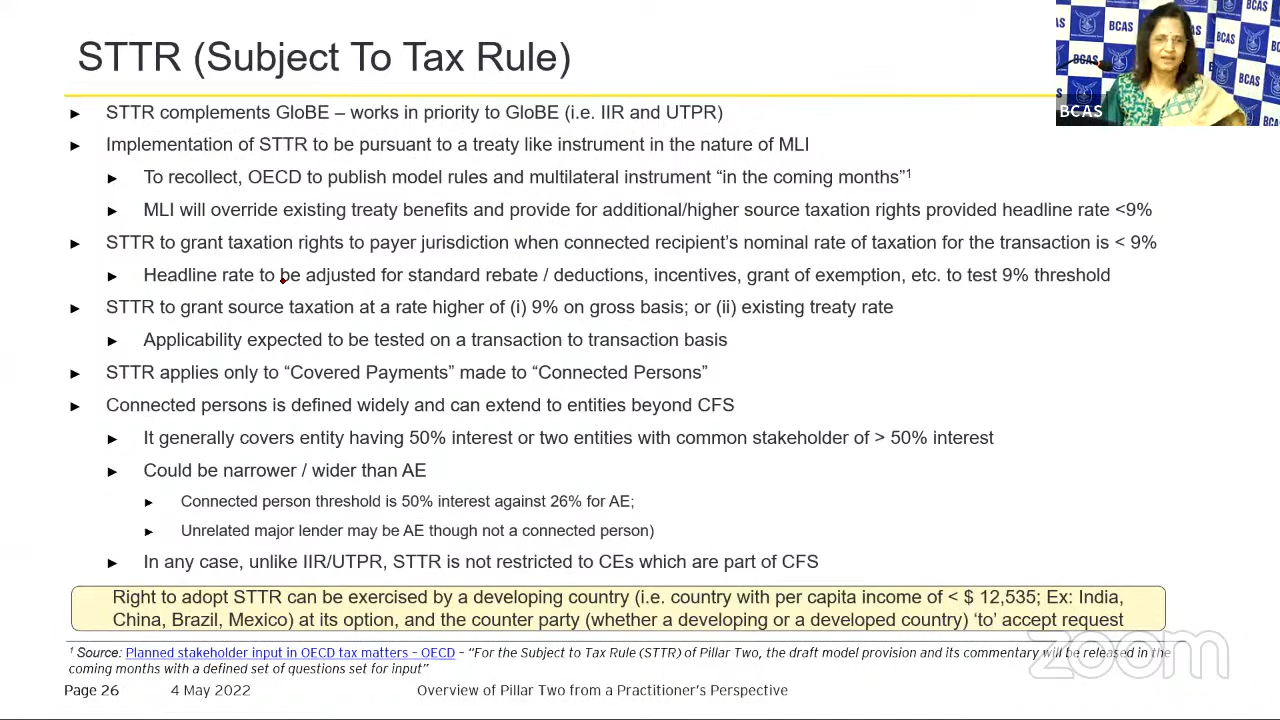 STTR (Subject To Tax Rule)
► STTR complements GloBE – works in priority to GloBE (i.e. IIR and UTPR)
► Implementation of STTR to be pursuant to a treaty like instrument in the nature of MLI
► To recollect, OECD to publish model rules and multilateral instrument “in the coming months”1
► MLI will override existing treaty benefits and provide for additional/higher source taxation rights provided headline rate <9%
► STTR to grant taxation rights to payer jurisdiction when connected recipient’s nominal rate of taxation for the transaction is < 9%
► Headline rate to be adjusted for standard rebate / deductions, incentives, grant of exemption, etc. to test 9% threshold
► STTR to grant source taxation at a rate higher of (i) 9% on gross basis; or (ii) existing treaty rate
► Applicability expected to be tested on a transaction to transaction basis
► STTR applies only to “Covered Payments” made to “Connected Persons”
► Connected persons is defined widely and can extend to entities beyond CFS
► It generally covers entity having 50% interest or two entities with common stakeholder of > 50% interest
► Could be narrower / wider than AE
► Connected person threshold is 50% interest against 26% for AE;
► Unrelated major lender may be AE though not a connected person)
► In any case, unlike IIR/UTPR, STTR is not restricted to CEs which are part of CFS
Right to adopt STTR can be exercised by a developing country (i.e. country with per capita income of < $ 12,535; Ex: India,
China, Brazil, Mexico) at its option, and the counter party (whether a developing or a developed country) ‘to’ accept request
1 Source: Planned stakeholder input in OECD tax matters – OECD – “For the Subject to Tax Rule (STTR) of Pillar Two, the draft model provision and its commentary will be released in the
coming months with a defined set of questions set for input”
Page 26 4 May 2022 Overview of Pillar Two from a Practitioner’s Perspective
zoom
BCAS
BCAS
BCAS
BCAS
BCAS
BCAS